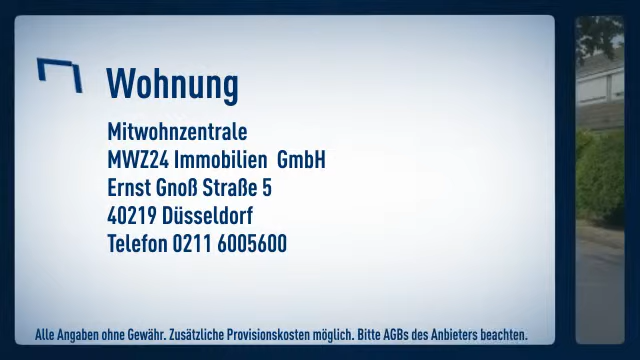 Wohnung
Mitwohnzentrale
MWZ24 Immobilien GmbH
Ernst Gnoß Straße 5
40219 Düsseldorf
Telefon 0211 6005600
Alle Angaben ohne Gewähr. Zusätzliche Provisionskosten möglich. Bitte AGBs des Anbieters beachten.